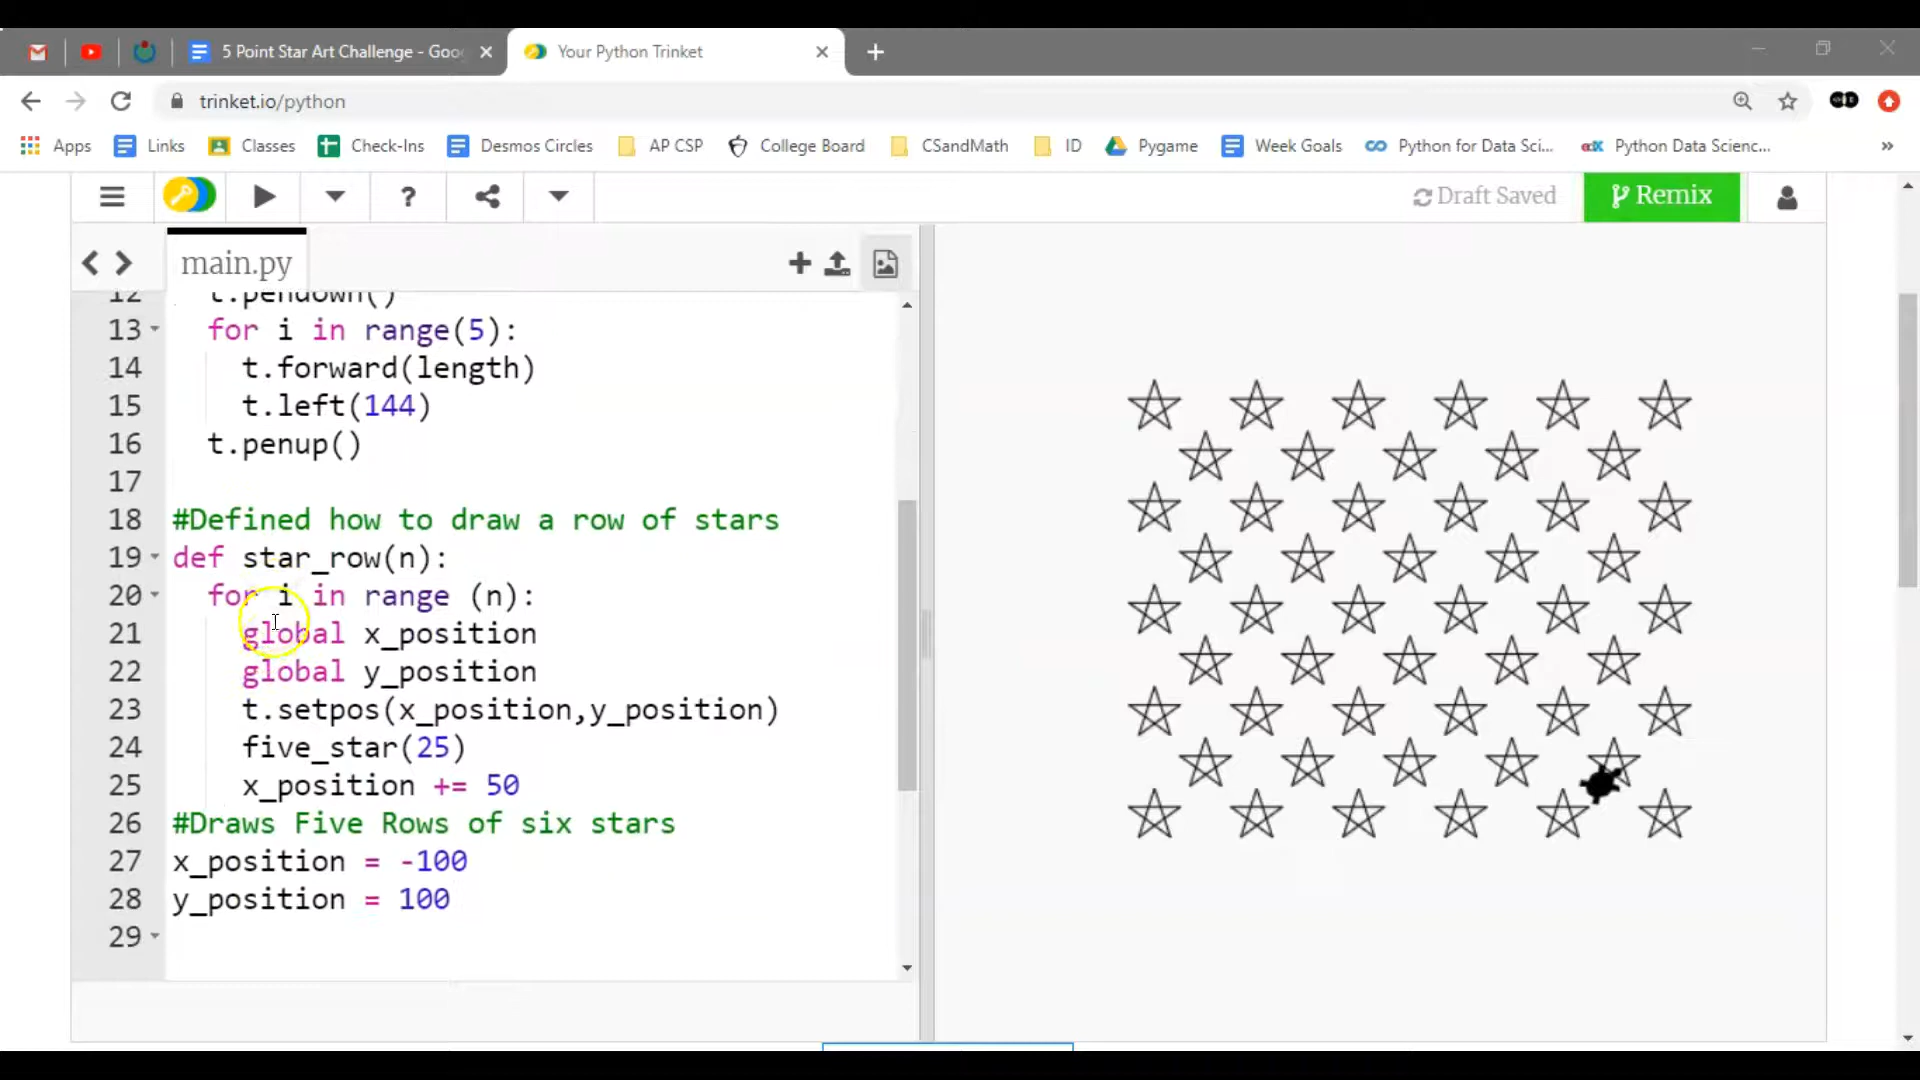 5 Point Star Art Challenge - Goo
Your Python Trinket
trinket.io/python
Apps Links Classes Check-Ins Desmos Circles AP CSP College Board CSandMath ID Pygame Week Goals Python for Data Sci... edX Python Data Scienc... »
? Draft Saved Remix
main.py
12 t.pendown()
13 for i in range(5):
14 t.forward(length)
15 t.left(144)
16 t.penup()
17
18 #Defined how to draw a row of stars
19 def star_row(n):
20 for i in range (n):
21 global x_position
22 global y_position
23 t.setpos(x_position,y_position)
24 five_star(25)
25 x_position += 50
26 #Draws Five Rows of six stars
27 x_position = -100
28 y_position = 100
29